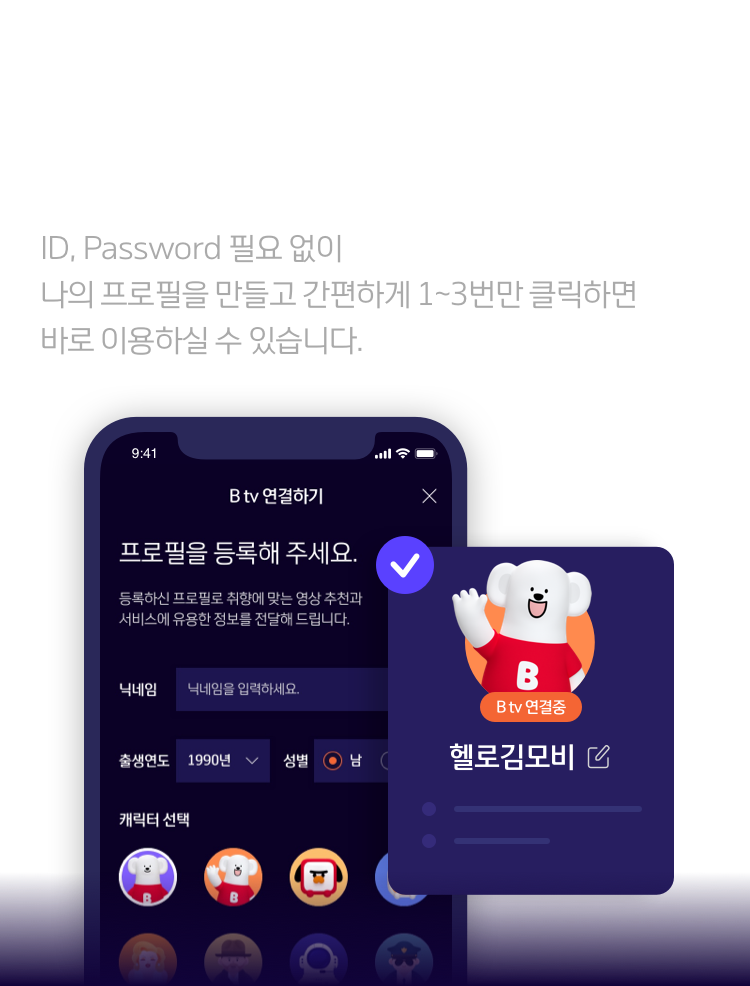 ID, Password 필요 없이
나의 프로필을 만들고 간편하게 1~3번만 클릭하면
바로 이용하실 수 있습니다.
9:41
B tv 연결하기
프로필을 등록해 주세요.
등록하신 프로필로 취향에 맞는 영상 추천과
서비스에 유용한 정보를 전달해 드립니다.
닉네임
닉네임을 입력하세요.
출생연도
1990년
성별
남
캐릭터 선택
B
B
B
B tv 연결중
헬로김모비